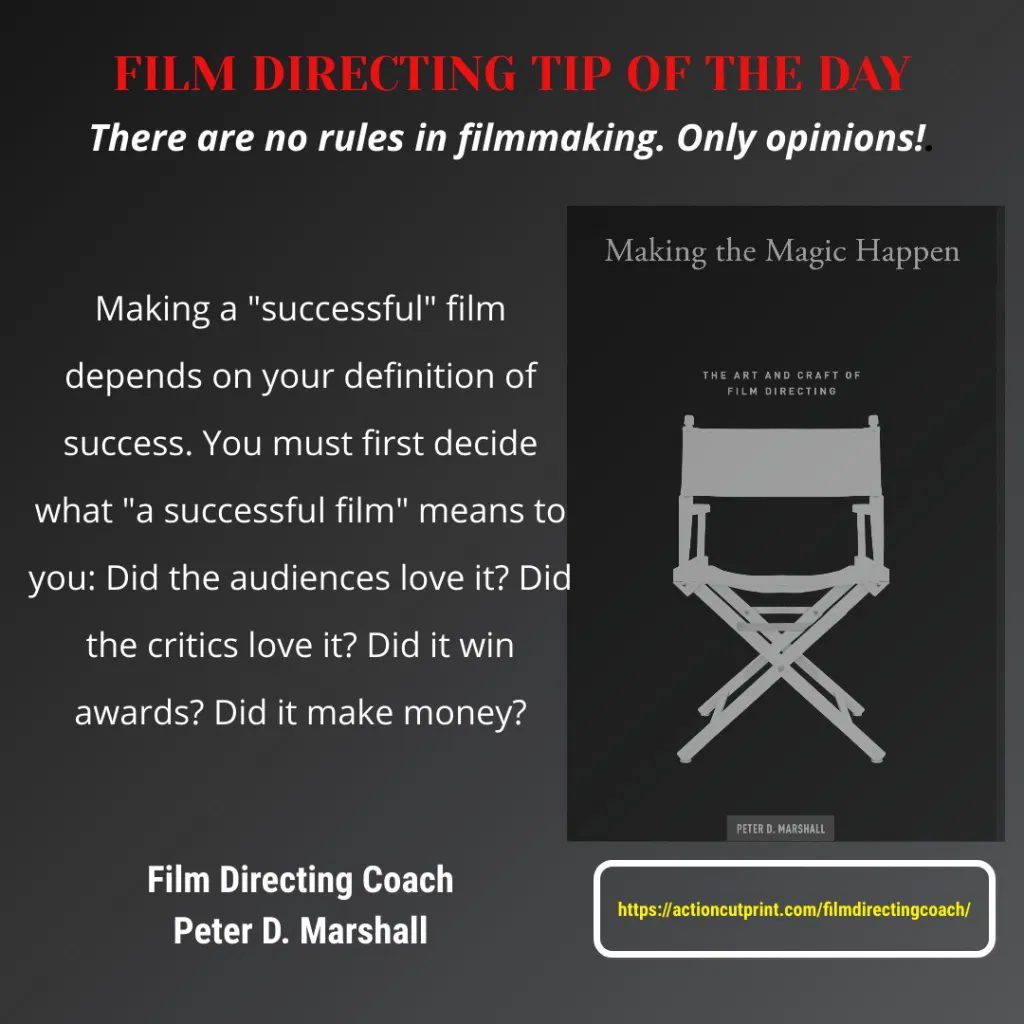 FILM DIRECTING TIP OF THE DAY
There are no rules in filmmaking. Only opinions!.
Making a "successful" film
depends on your definition of
success. You must first decide
what "a successful film" means to
you: Did the audiences love it? Did
the critics love it? Did it win
awards? Did it make money?
Making the Magic Happen
THE ART AND CRAFT OF
FILM DIRECTING
PETER D. MARSHALL
Film Directing Coach
Peter D. Marshall
https://actioncutprint.com/filmdirectingcoach/